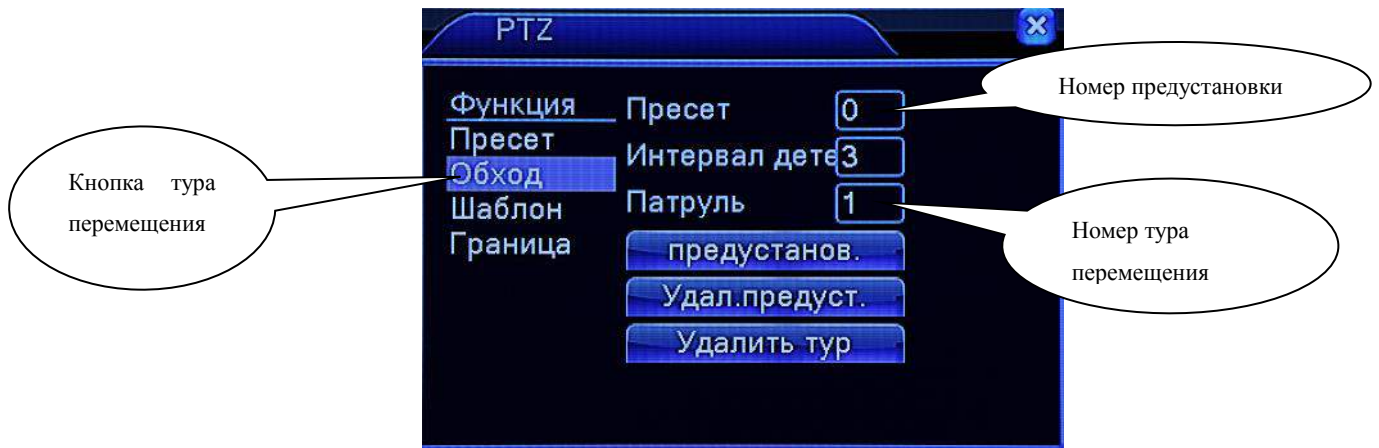 PTZ
Номер предустановки
Функция
Пресет
0
Пресет
Интервал дете
3
Обход
Кнопка тура
перемещения
Шаблон
Патруль
1
Номер тура
перемещения
Граница
предустанов.
Удал.предуст.
Удалить тур